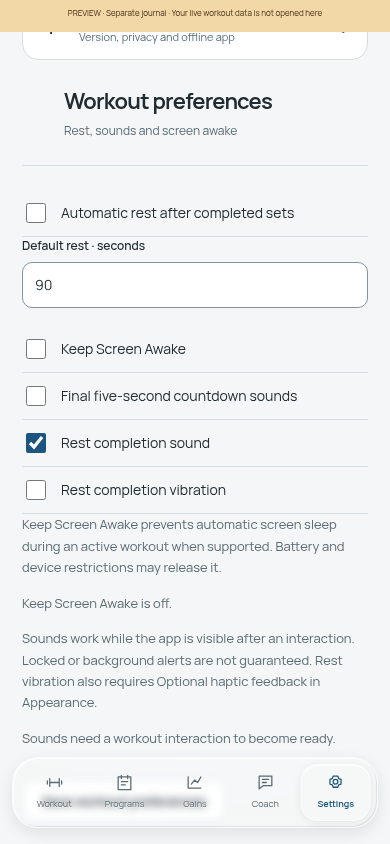 PREVIEW · Separate journal · Your live workout data is not opened here
Version, privacy and offline app
Workout preferences
Rest, sounds and screen awake
Automatic rest after completed sets
Default rest · seconds
90
Keep Screen Awake
Final five-second countdown sounds
Rest completion sound
Rest completion vibration
Keep Screen Awake prevents automatic screen sleep
during an active workout when supported. Battery and
device restrictions may release it.
Keep Screen Awake is off.
Sounds work while the app is visible after an interaction.
Locked or background alerts are not guaranteed. Rest
vibration also requires Optional haptic feedback in
Appearance.
Sounds need a workout interaction to become ready.
Workout
Programs
Gains
Coach
Settings